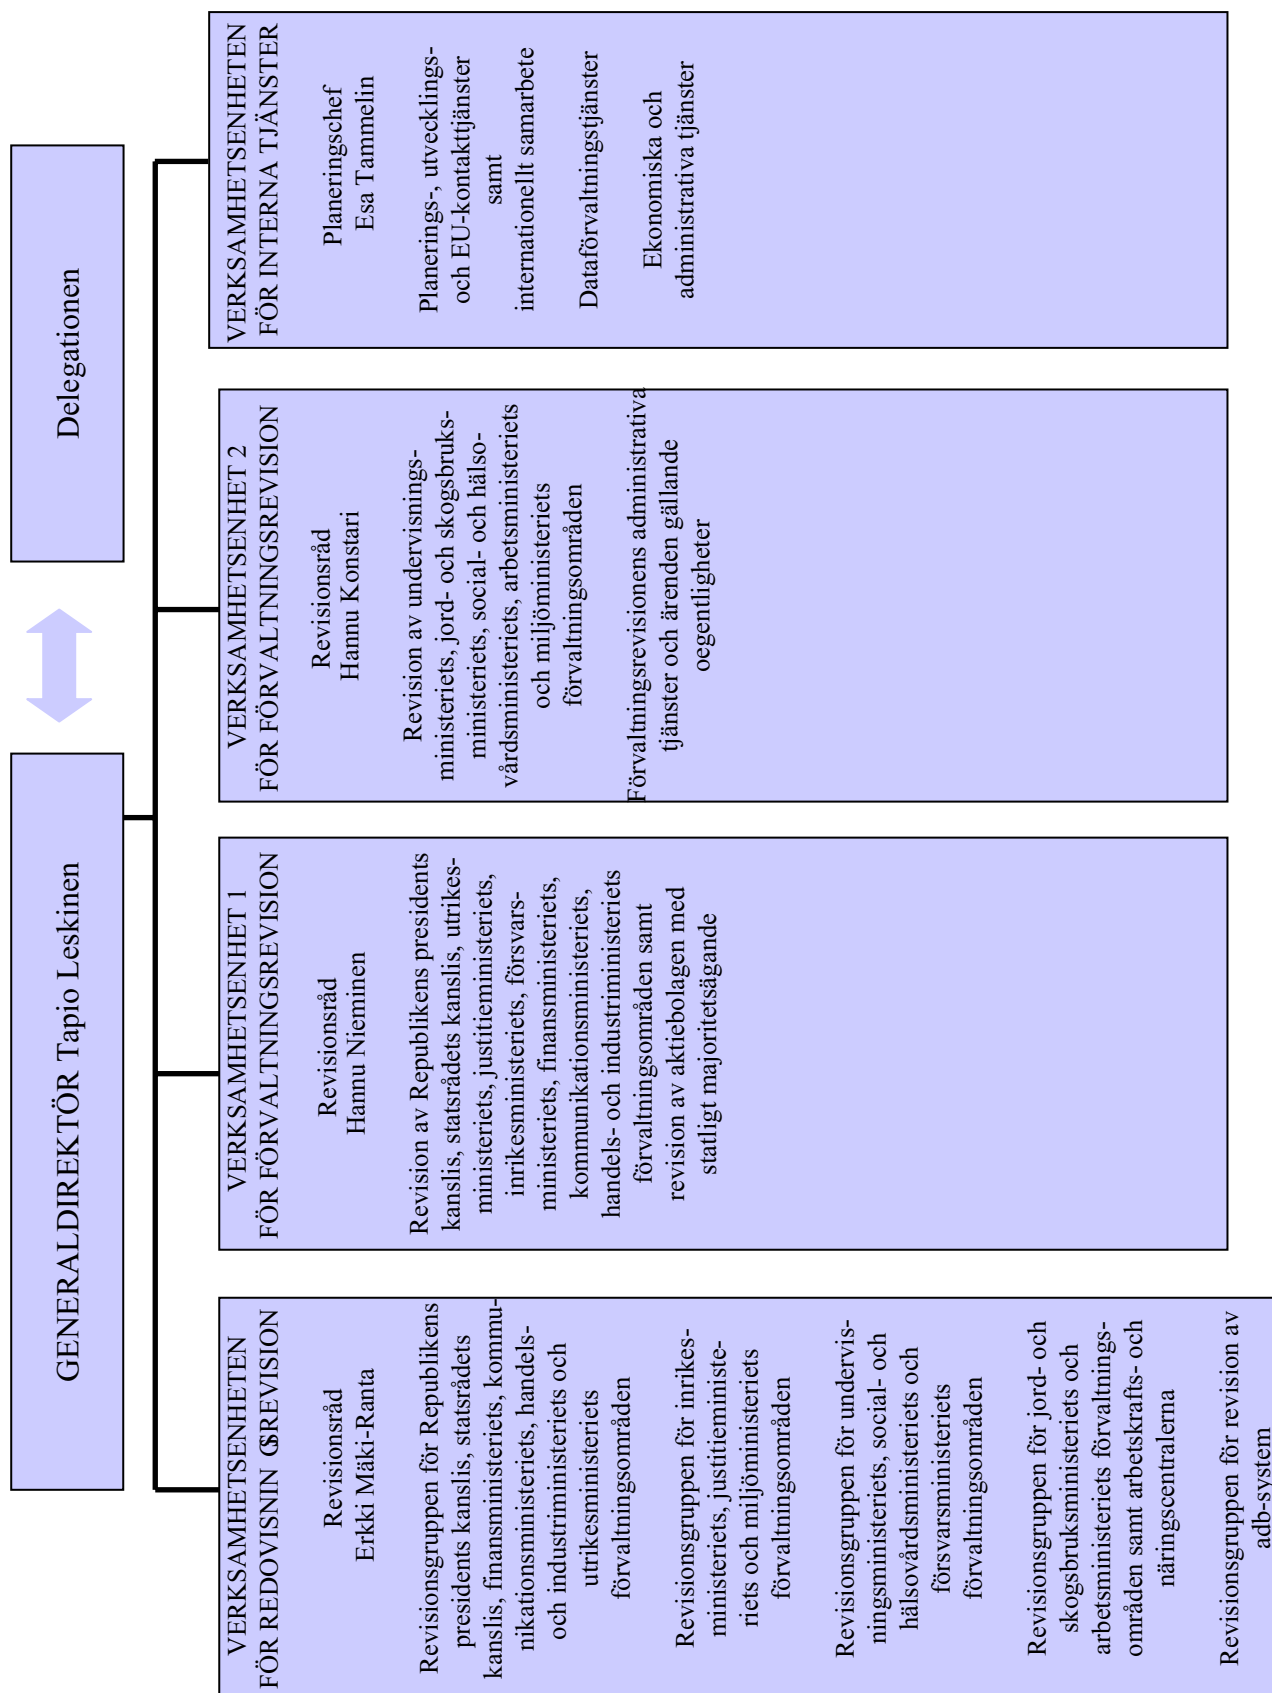 GENERALDIREKTÖR Tapio Leskinen
Delegationen
VERKSAMHETSENHETEN
FÖR REDOVISNINGSREVISION
Revisionsråd
Erkki Mäki-Ranta
Revisionsgruppen för Republikens
presidents kanslis, statsrådets
kanslis, finansministeriets, kommu-
nikationsministeriets, handels-
och industriministeriets och
utrikesministeriets
förvaltningsområden
Revisionsgruppen för inrikes-
ministeriets, justitieministe-
riets och miljöministeriets
förvaltningsområden
Revisionsgruppen för undervis-
ningsministeriets, social- och
hälsovårdsministeriets och
försvarsministeriets
förvaltningsområden
Revisionsgruppen för jord- och
skogsbruksministeriets och
arbetsministeriets förvaltnings-
områden samt arbetskrafts- och
näringscentralerna
Revisionsgruppen för revision av
adb-system
VERKSAMHETSENHET 1
FÖR FÖRVALTNINGSREVISION
Revisionsråd
Hannu Nieminen
Revision av Republikens presidents
kanslis, statsrådets kanslis, utrikes-
ministeriets, justitieministeriets,
inrikesministeriets, försvars-
ministeriets, finansministeriets,
kommunikationsministeriets,
handels- och industriministeriets
förvaltningsområden samt
revision av aktiebolagen med
statligt majoritetsägande
VERKSAMHETSENHET 2
FÖR FÖRVALTNINGSREVISION
Revisionsråd
Hannu Konstari
Revision av undervisnings-
ministeriets, jord- och skogsbruks-
ministeriets, social- och hälso-
vårdsministeriets, arbetsministeriets
och miljöministeriets
förvaltningsområden
Förvaltningsrevisionens administrativa
tjänster och ärenden gällande
oegentligheter
VERKSAMHETSENHETEN
FÖR INTERNA TJÄNSTER
Planeringschef
Esa Tammelin
Planerings-, utvecklings-
och EU-kontakttjänster
samt
internationellt samarbete
Dataförvaltningstjänster
Ekonomiska och
administrativa tjänster